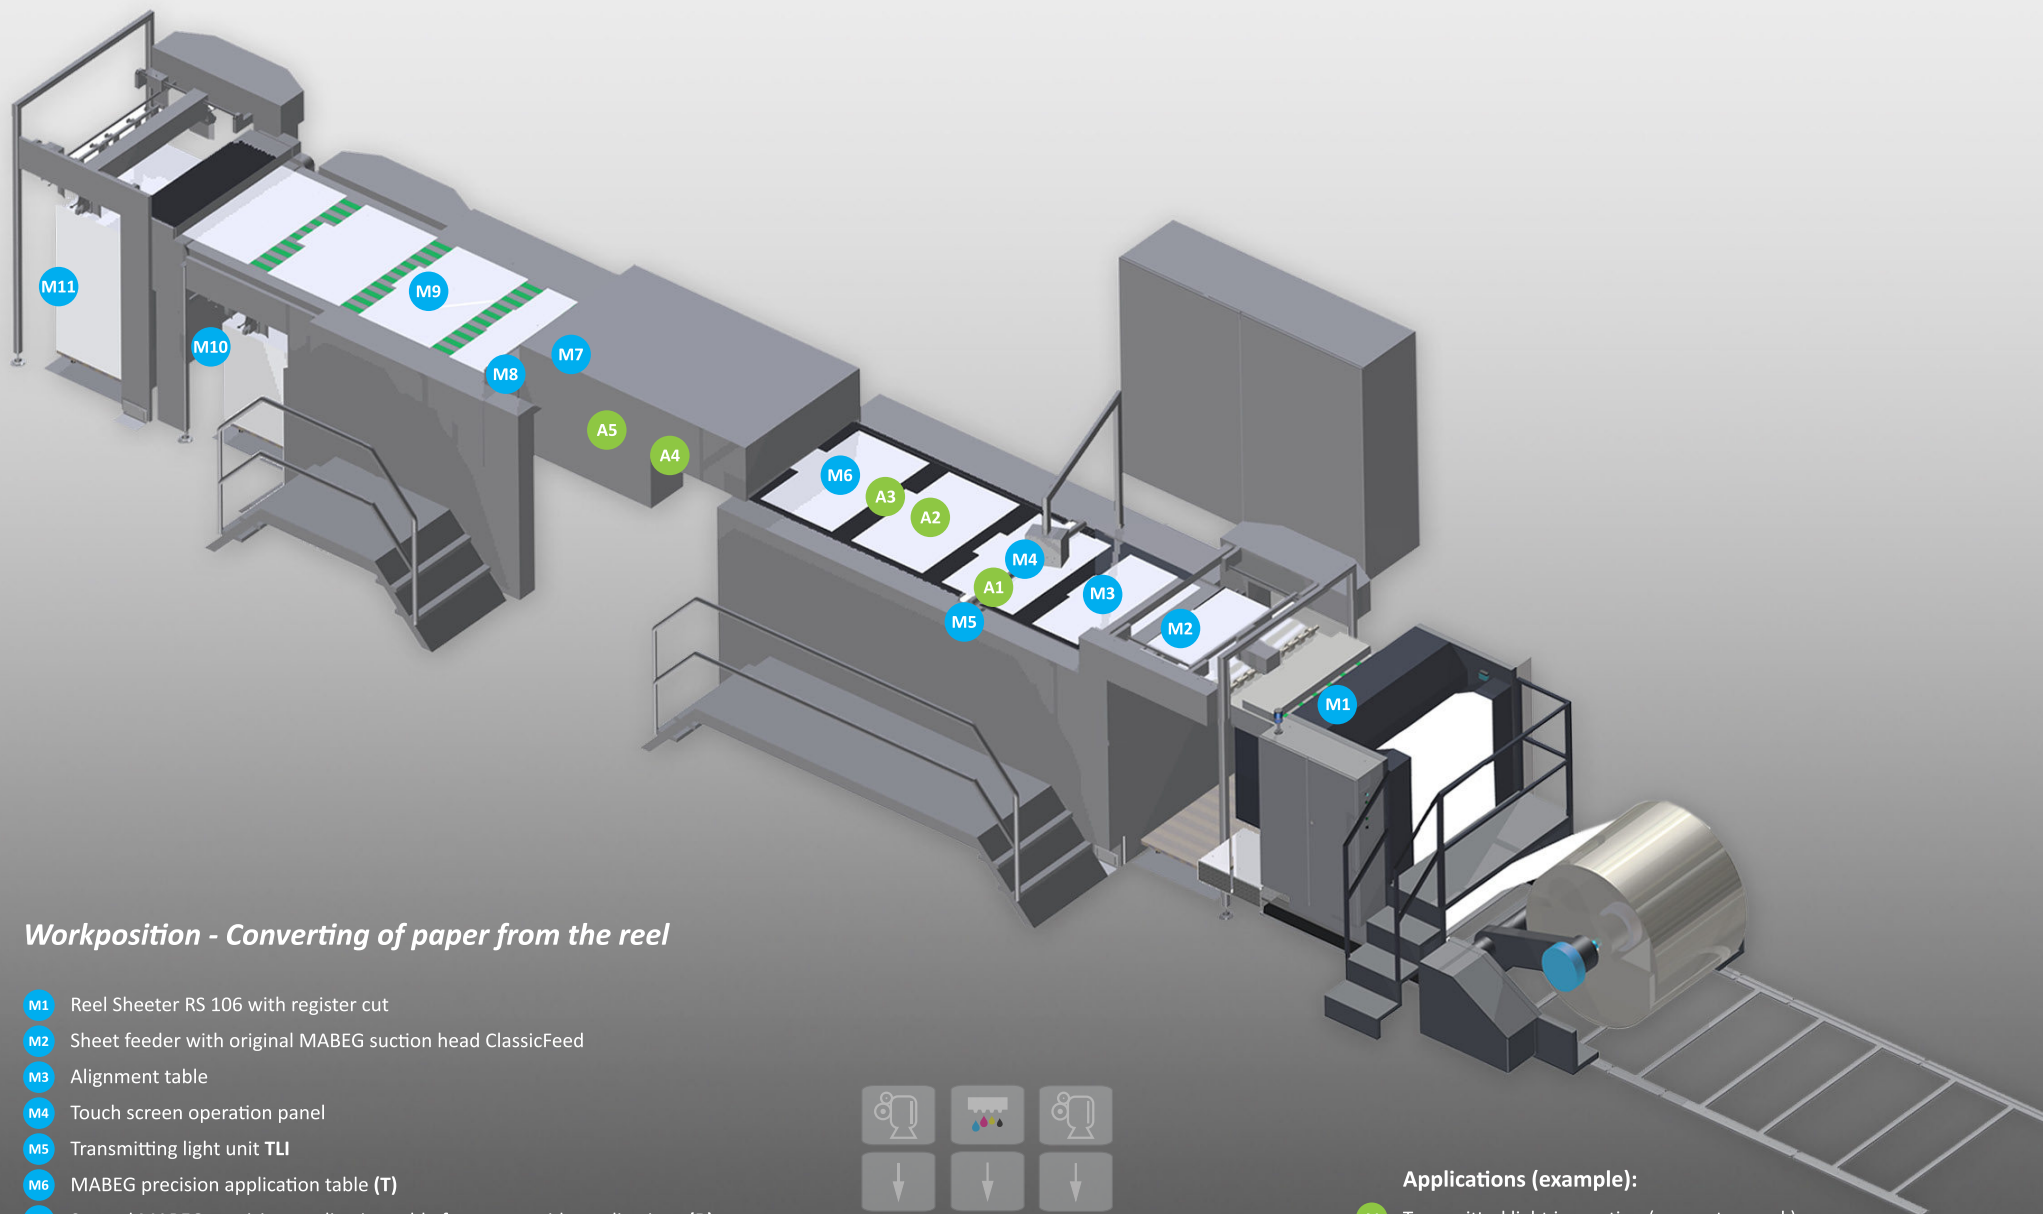 M11
M9
M10
M7
M8
A5
A4
M6
A3
A2
M4
A1
M3
M5
M2
M1
Workposition - Converting of paper from the reel
M1 Reel Sheeter RS 106 with register cut
M2 Sheet feeder with original MABEG suction head ClassicFeed
M3 Alignment table
M4 Touch screen operation panel
M5 Transmitting light unit TLI
M6 MABEG precision application table (T)
Applications (example):